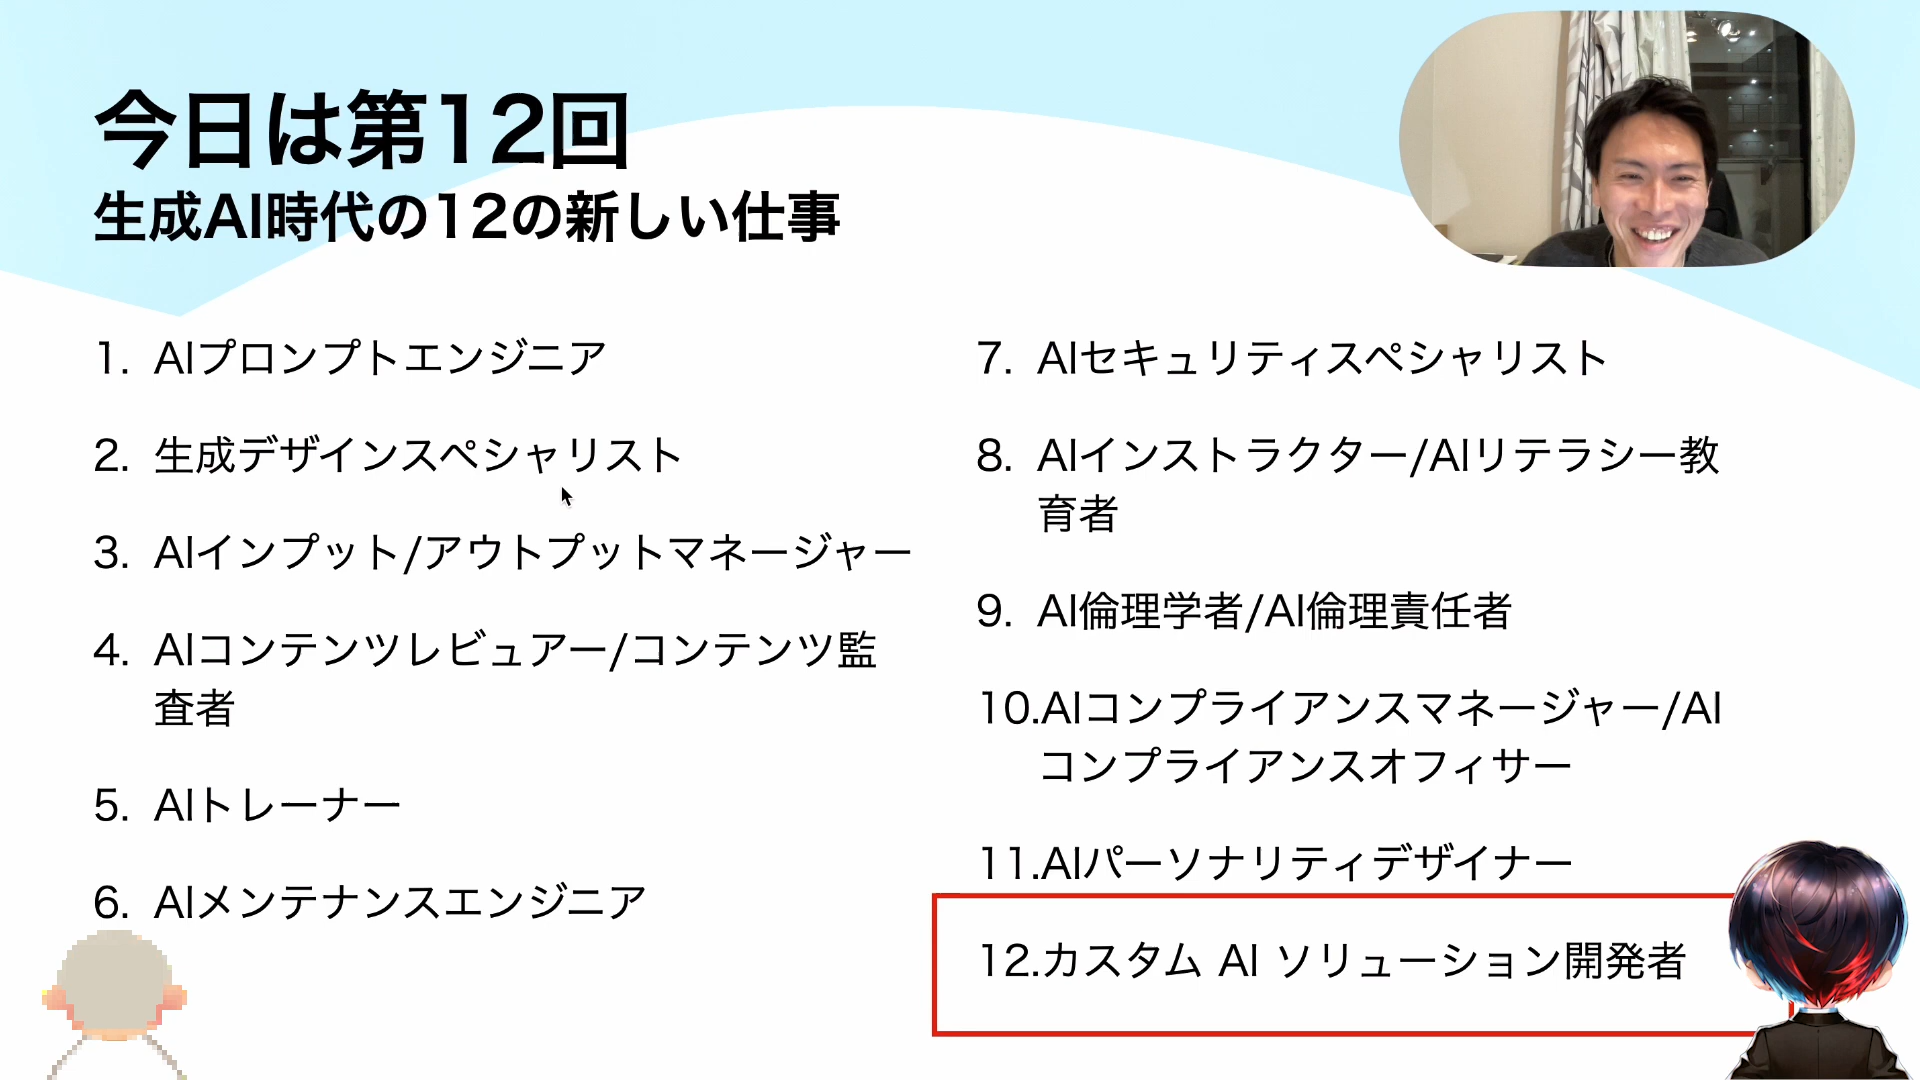 今日は第12回
生成AI時代の12の新しい仕事
1. AIプロンプトエンジニア
2. 生成デザインスペシャリスト
3. AIインプット/アウトプットマネージャー
4. AIコンテンツレビュアー/コンテンツ監
査者
5. AIトレーナー
6. AIメンテナンスエンジニア
7. AIセキュリティスペシャリスト
8. AIインストラクター/AIリテラシー教
育者
9. AI倫理学者/AI倫理責任者
10.AIコンプライアンスマネージャー/AI
コンプライアンスオフィサー
11.AIパーソナリティデザイナー
12.カスタム AI ソリューション開発者